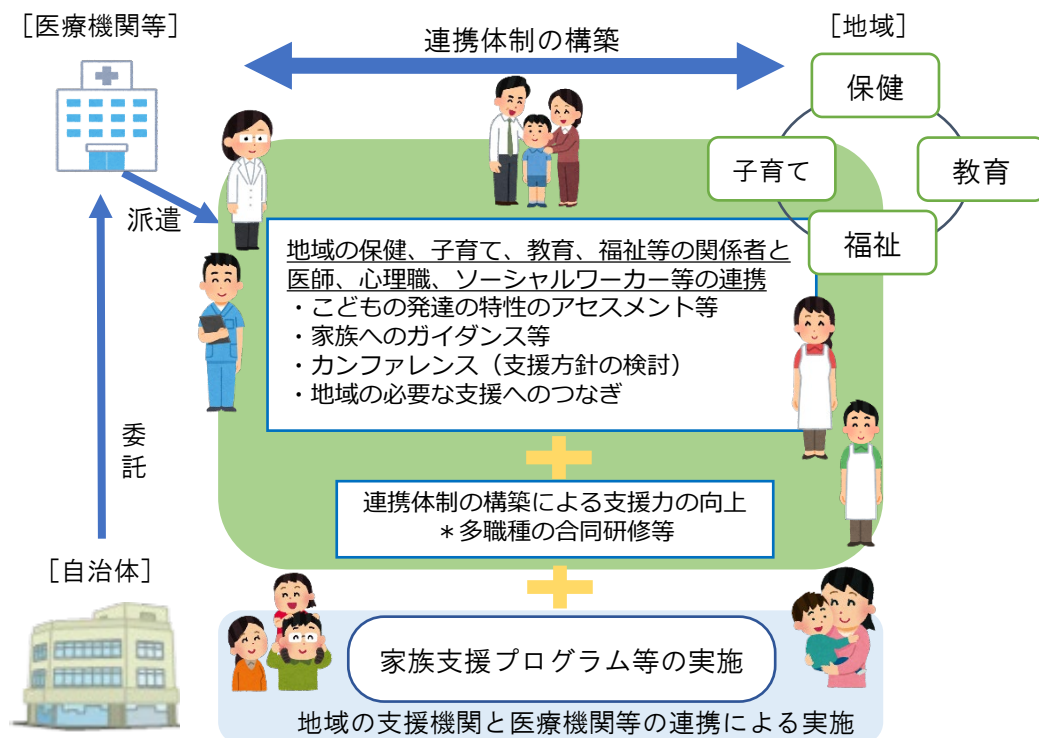 ［医療機関等］
連携体制の構築
［地域］
保健
子育て
教育
福祉
派遣
地域の保健、子育て、教育、福祉等の関係者と
医師、心理職、ソーシャルワーカー等の連携
・こどもの発達の特性のアセスメント等
・家族へのガイダンス等
・カンファレンス（支援方針の検討）
・地域の必要な支援へのつなぎ
委託
連携体制の構築による支援力の向上
＊多職種の合同研修等
［自治体］
家族支援プログラム等の実施
地域の支援機関と医療機関等の連携による実施